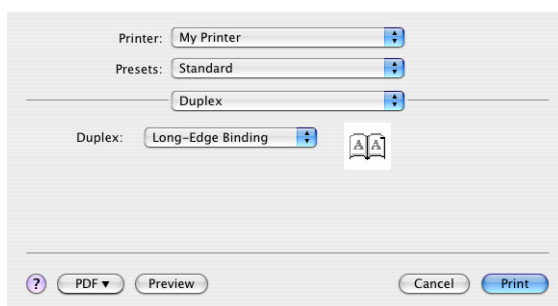 Printer: My Printer
Presets: Standard
Duplex
Duplex: Long-Edge Binding
A A
? PDF▼ Preview Cancel Print